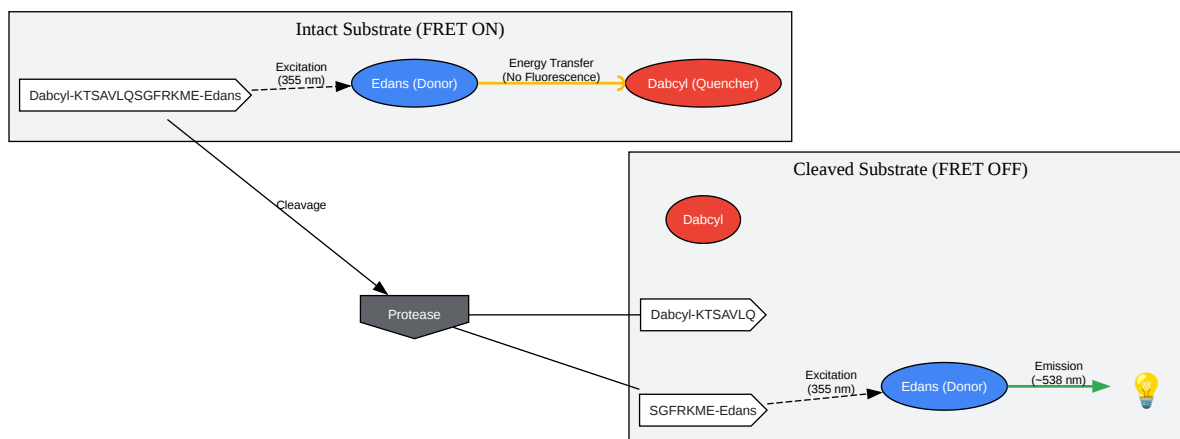 Intact Substrate (FRET ON)
Dabcyl-KTSAVLQSGFRKME-Edans
Excitation
(355 nm)
Edans (Donor)
Energy Transfer
(No Fluorescence)
Dabcyl (Quencher)
Cleavage
Protease
Cleaved Substrate (FRET OFF)
Dabcyl
Dabcyl-KTSAVLQ
SGFRKME-Edans
Excitation
(355 nm)
Edans (Donor)
Emission
(~538 nm)